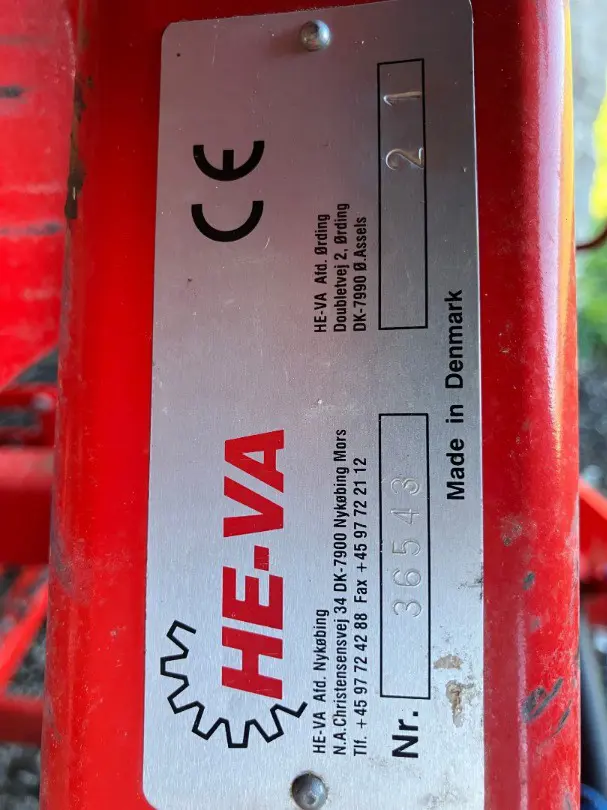 HE-VA
CE
HE-VA Afd. Nykøbing
N.A.Christensensvej 34 DK-7900 Nykøbing Mors
Tlf. +45 97 72 42 88 Fax +45 97 72 21 12
HE-VA Afd. Ørding
Doubletvej 2, Ørding
DK-7990 Ø.Assels
Nr. 36543 21
Made in Denmark